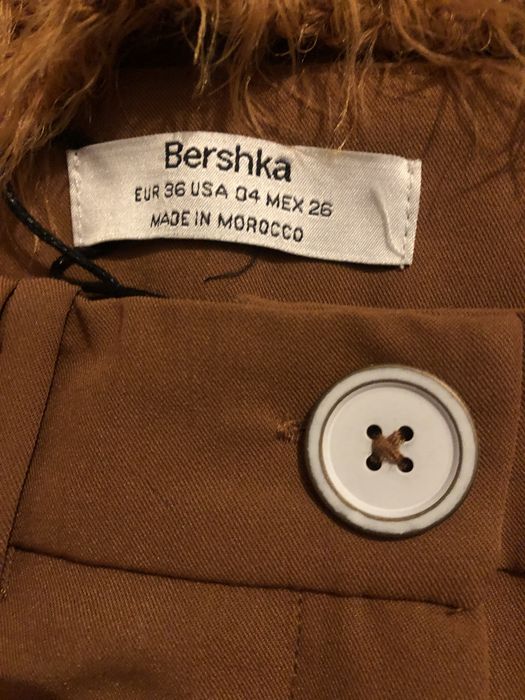 Bershka
EUR 36 USA 04 MEX 26
MADE IN MOROCCO